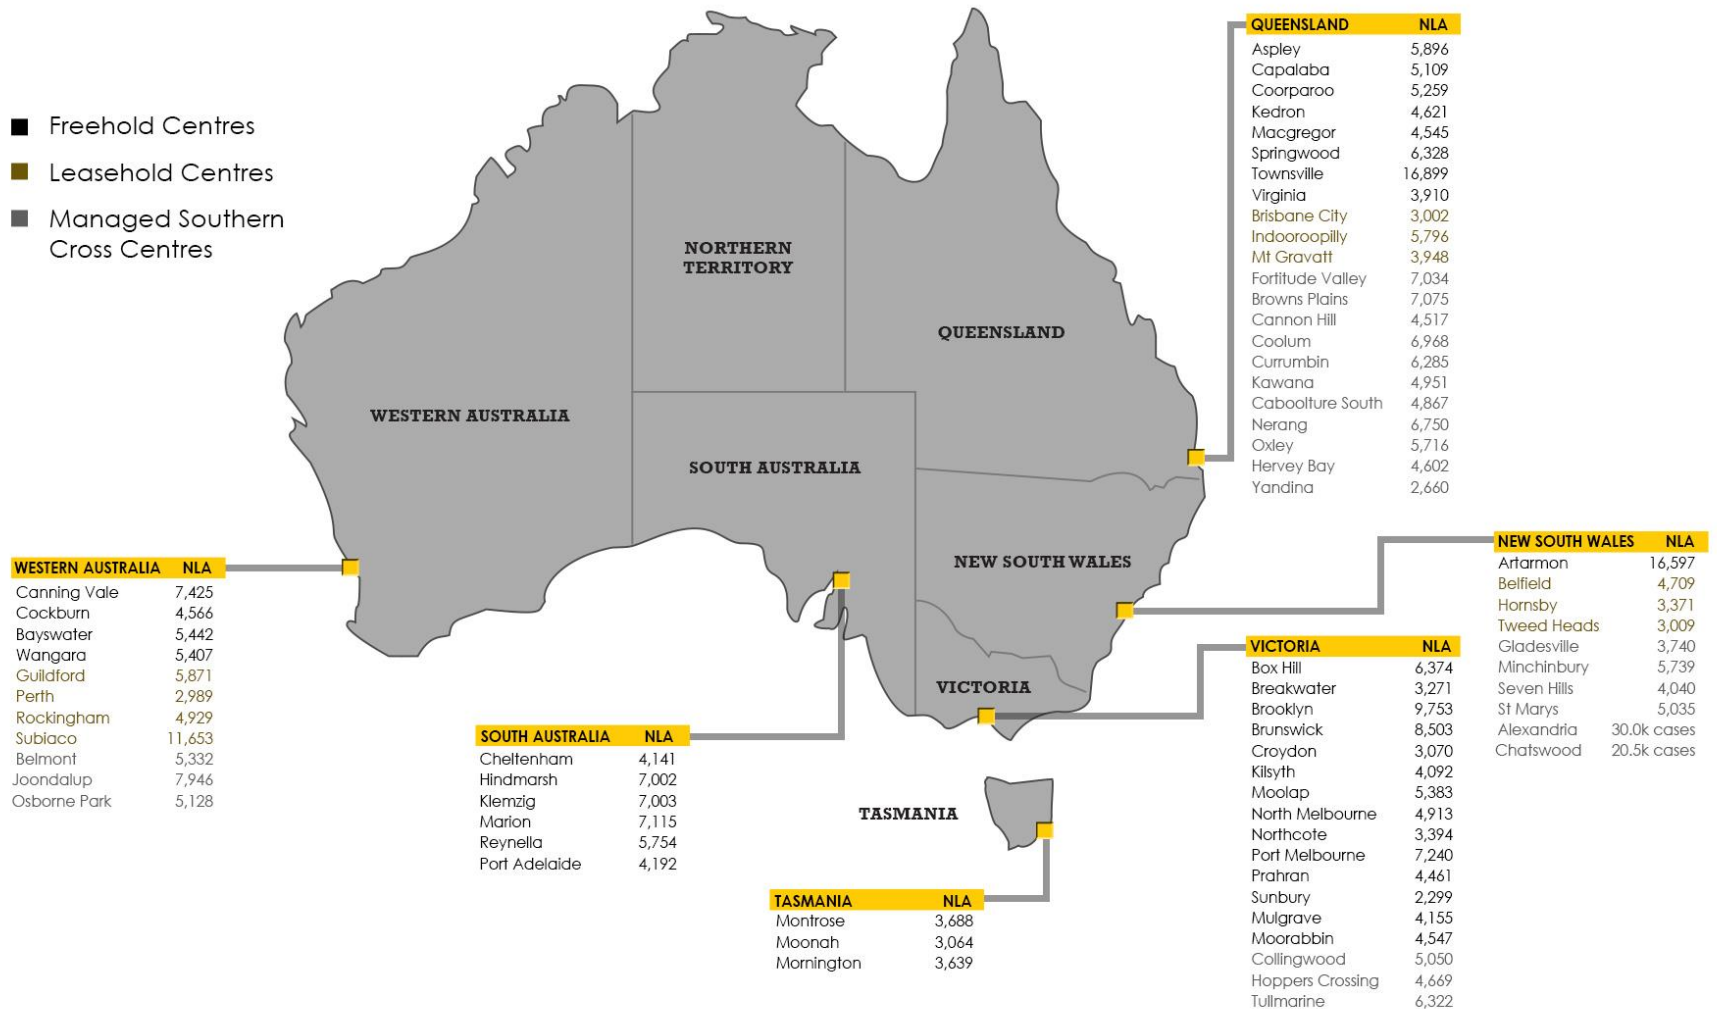 Freehold Centres
Leasehold Centres
Managed Southern
Cross Centres
NORTHERN
TERRITORY
QUEENSLAND
WESTERN AUSTRALIA
SOUTH AUSTRALIA
NEW SOUTH WALES
VICTORIA
TASMANIA
QUEENSLAND NLA
Aspley 5,896
Capalaba 5,109
Coorparoo 5,259
Kedron 4,621
Macgregor 4,545
Springwood 6,328
Townsville 16,899
Virginia 3,910
Brisbane City 3,002
Indooroopilly 5,796
Mt Gravatt 3,948
Fortitude Valley 7,034
Browns Plains 7,075
Cannon Hill 4,517
Coolum 6,968
Currumbin 6,285
Kawana 4,951
Caboolture South 4,867
Nerang 6,750
Oxley 5,716
Hervey Bay 4,602
Yandina 2,660
NEW SOUTH WALES NLA
Artarmon 16,597
Belfield 4,709
Hornsby 3,371
Tweed Heads 3,009
Gladesville 3,740
Minchinbury 5,739
Seven Hills 4,040
St Marys 5,035
Alexandria 30.0k cases
Chatswood 20.5k cases
WESTERN AUSTRALIA NLA
Canning Vale 7,425
Cockburn 4,566
Bayswater 5,442
Wangara 5,407
Guildford 5,871
Perth 2,989
Rockingham 4,929
Subiaco 11,653
Belmont 5,332
Joondalup 7,946
Osborne Park 5,128
SOUTH AUSTRALIA NLA
Cheltenham 4,141
Hindmarsh 7,002
Klemzig 7,003
Marion 7,115
Reynella 5,754
Port Adelaide 4,192
TASMANIA NLA
Montrose 3,688
Moonah 3,064
Mornington 3,639
VICTORIA NLA
Box Hill 6,374
Breakwater 3,271
Brooklyn 9,753
Brunswick 8,503
Croydon 3,070
Kilsyth 4,092
Moolap 5,383
North Melbourne 4,913
Northcote 3,394
Port Melbourne 7,240
Prahran 4,461
Sunbury 2,299
Mulgrave 4,155
Moorabbin 4,547
Collingwood 5,050
Hoppers Crossing 4,669
Tullmarine 6,322